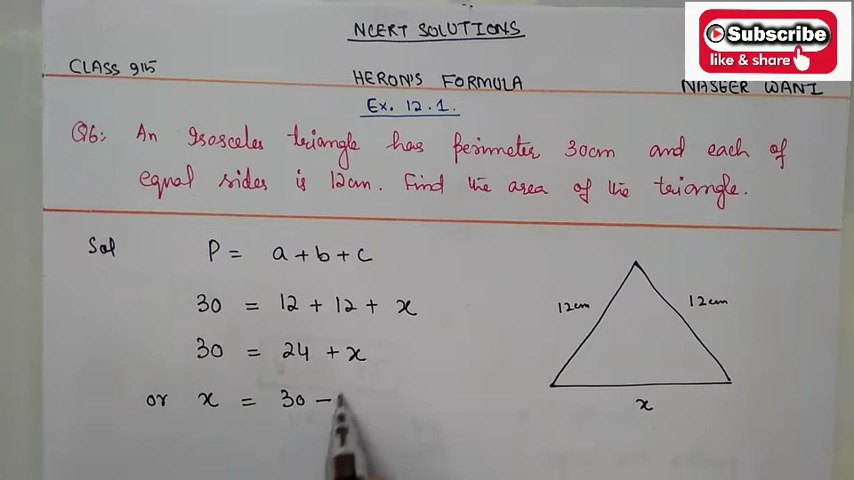 NCERT SOLUTIONS
Subscribe
like & share
CLASS 9th
HERON'S FORMULA
NASEER WANI
Ex. 12.1.
Q6: An Isosceles triangle has perimeter 30cm and each of
equal sides is 12cm. Find the area of the triangle.
Sol P = a + b + c
30 = 12 + 12 + x
30 = 24 + x
or x = 30 -
12cm 12cm
x